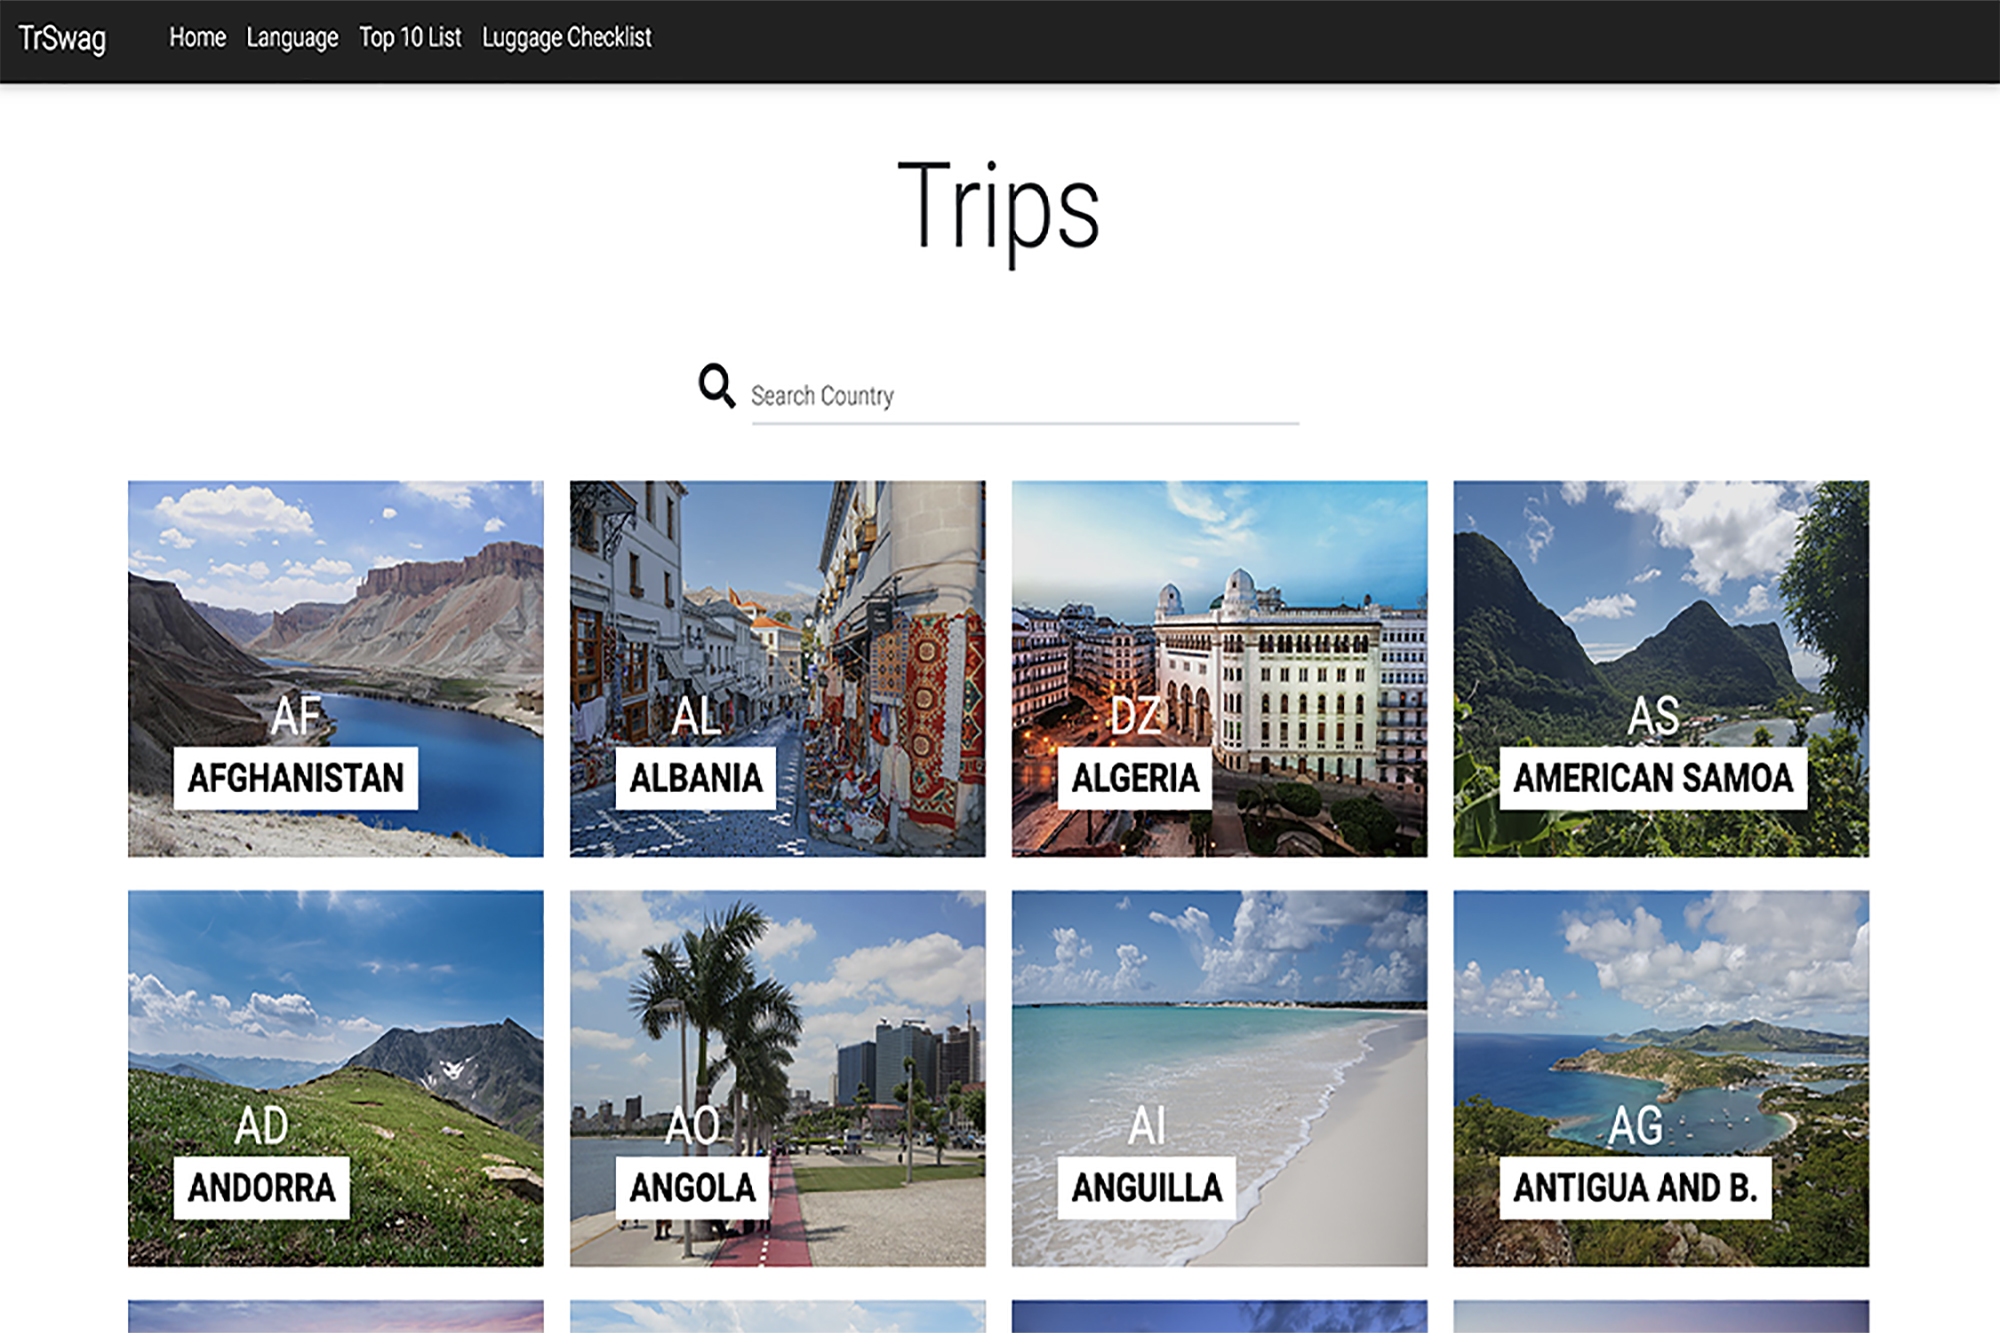 TrSwag Home Language Top 10 List Luggage Checklist
Trips
Search Country
AF
AFGHANISTAN
AL
ALBANIA
DZ
ALGERIA
AS
AMERICAN SAMOA
AD
ANDORRA
AO
ANGOLA
AI
ANGUILLA
AG
ANTIGUA AND B.